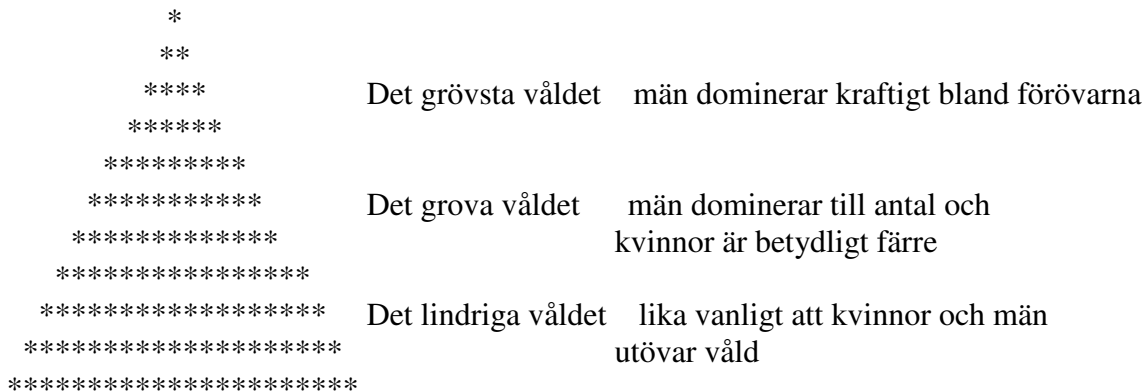 *
**
**** Det grövsta våldet män dominerar kraftigt bland förövarna
******
*********
*********** Det grova våldet män dominerar till antal och
************* kvinnor är betydligt färre
****************
****************** Det lindriga våldet lika vanligt att kvinnor och män
******************** utövar våld
**********************